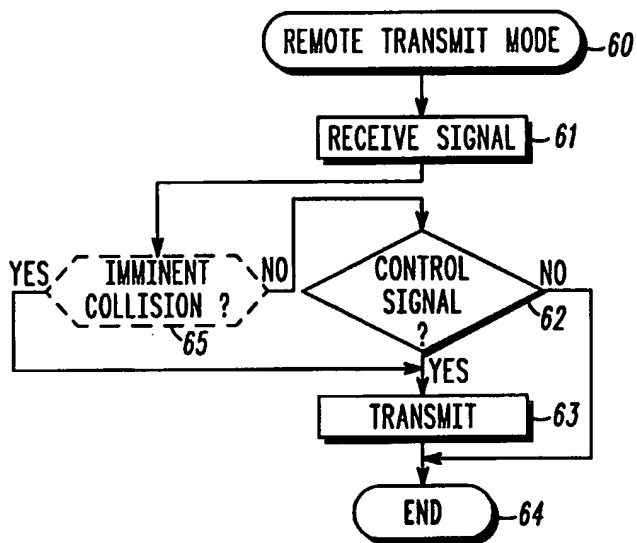 REMOTE TRANSMIT MODE
60
RECEIVE SIGNAL
61
YES
IMMINENT
COLLISION ?
65
NO
CONTROL
SIGNAL
?
NO
62
YES
TRANSMIT
63
END
64